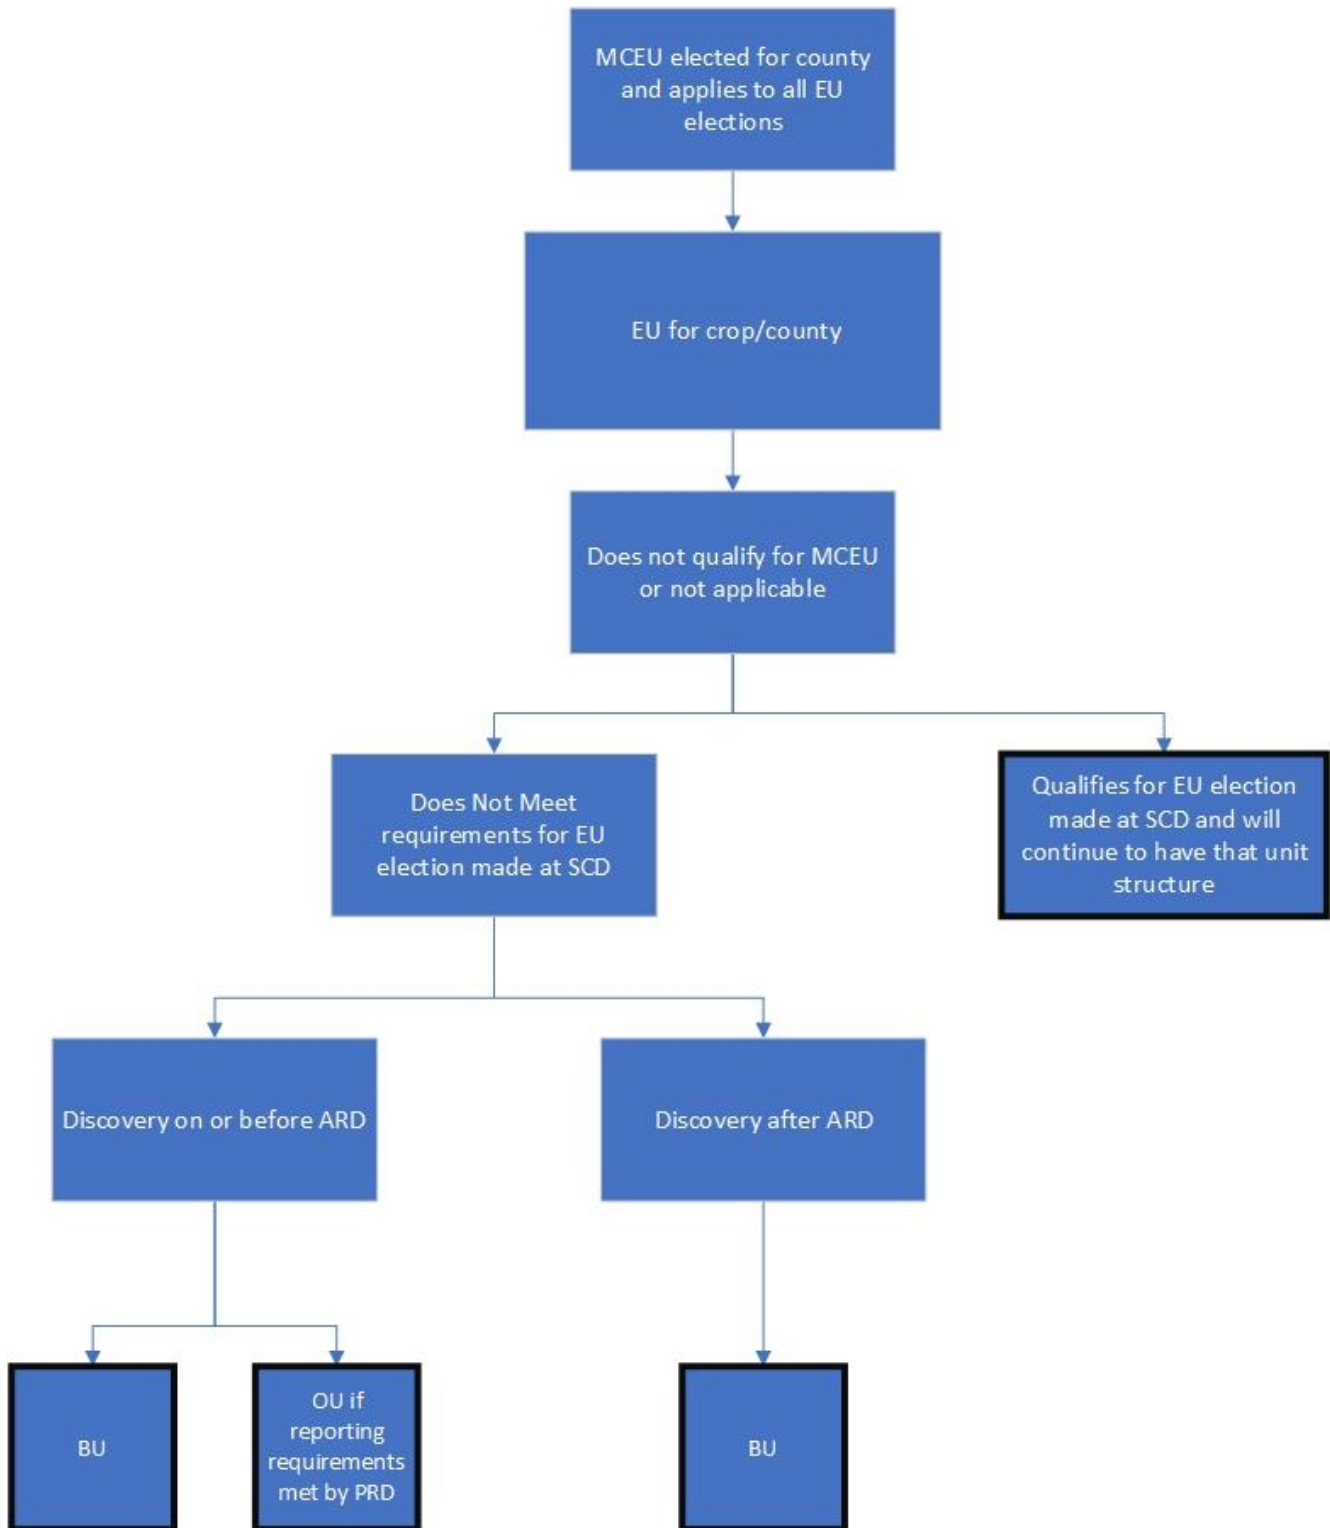 MCEU elected for county
and applies to all EU
elections
EU for crop/county
Does not qualify for MCEU
or not applicable
Does Not Meet
requirements for EU
election made at SCD
Qualifies for EU election
made at SCD and will
continue to have that unit
structure
Discovery on or before ARD
Discovery after ARD
BU
OU if
reporting
requirements
met by PRD
BU